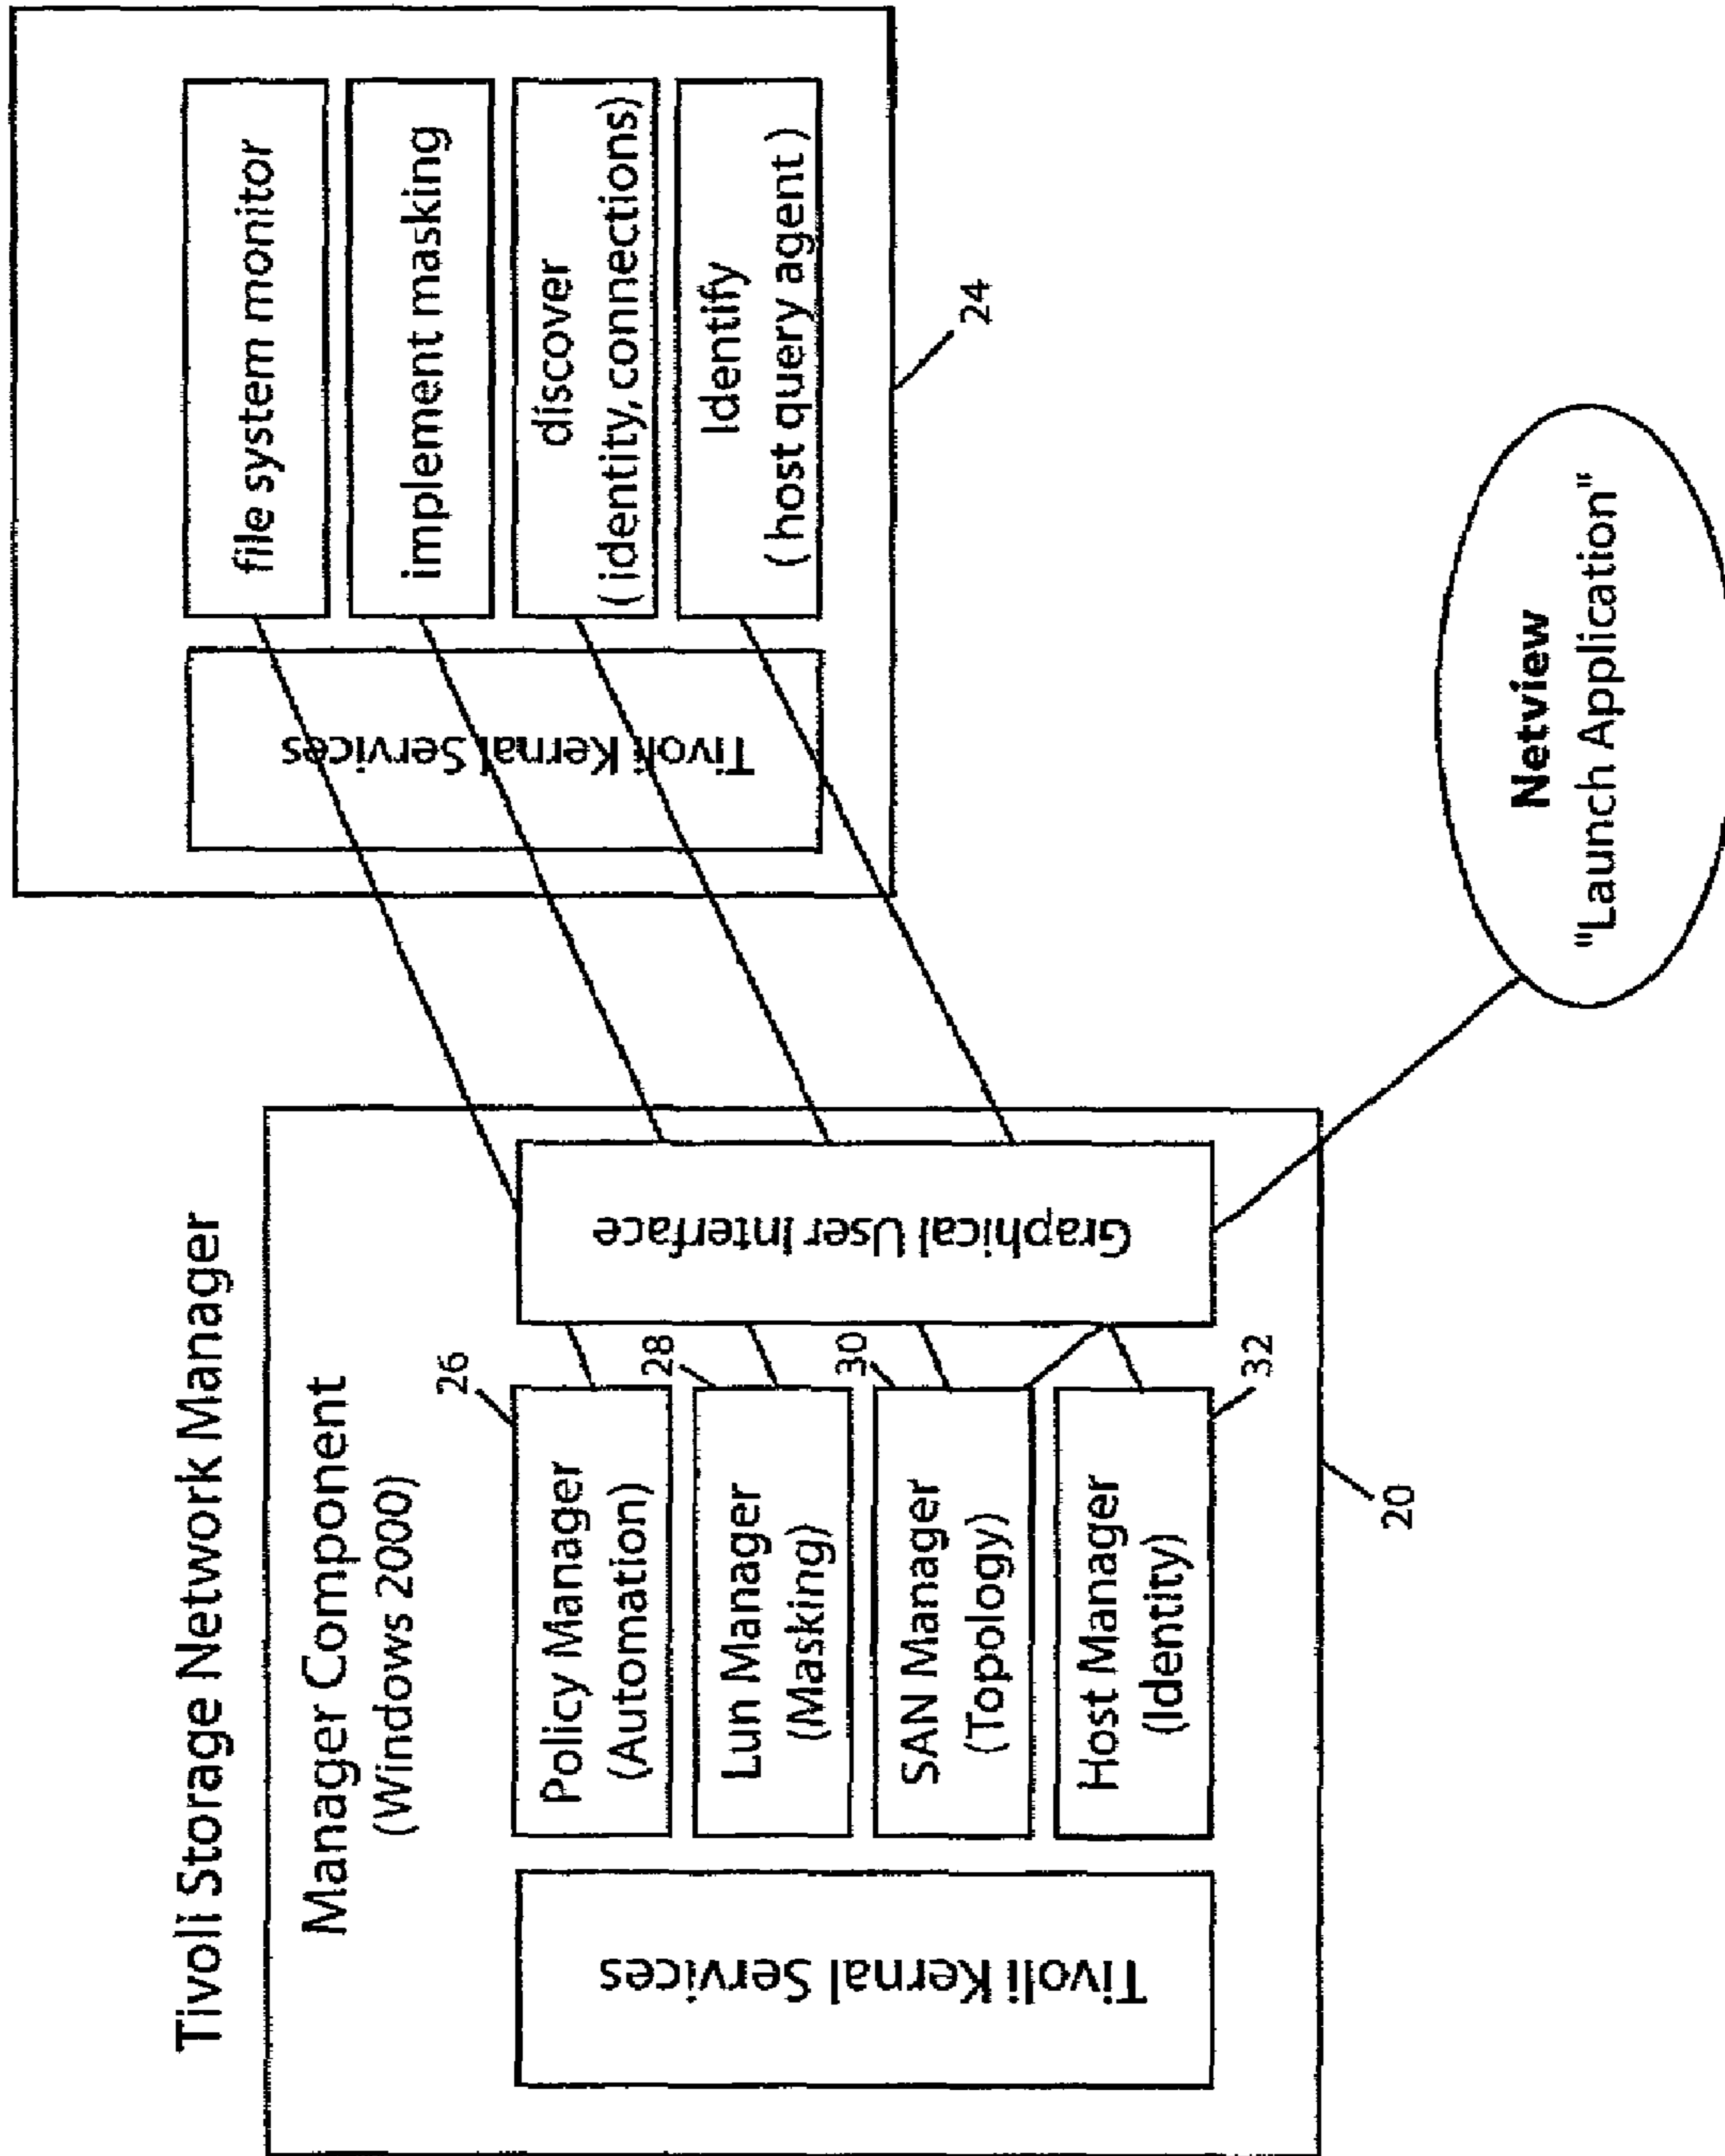 Tivoli Storage Network Manager
Manager Component
(Windows 2000)
Tivoli Kernal Services
Policy Manager
(Automation)
Lun Manager
(Masking)
SAN Manager
(Topology)
Host Manager
(Identity)
26
28
30
32
Graphical User Interface
20
Tivoli Kernal Services
file system monitor
implement masking
discover
(identity, connections)
Identify
(host query agent)
24
Netview
"Launch Application"